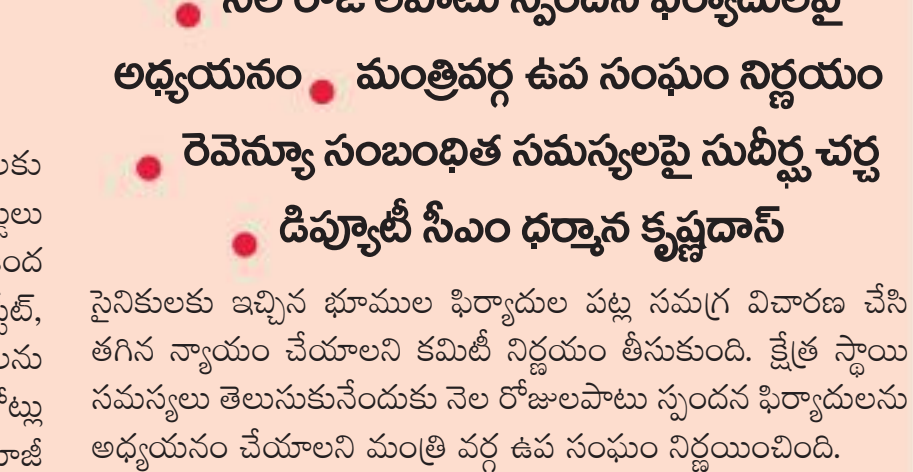 అధ్యయనం ● మంత్రివర్గ ఉప సంఘం నిర్ణయం
● రెవెన్యూ సంబంధిత సమస్యలపై సుదీర్ఘ చర్చ
● డిప్యూటీ సీఎం ధర్మాన కృష్ణదాస్
సైనికులకు ఇచ్చిన భూముల ఫిర్యాదుల పట్ల సమగ్ర విచారణ చేసి
తగిన న్యాయం చేయాలని కమిటీ నిర్ణయం తీసుకుంది. క్షేత్ర స్థాయి
సమస్యలు తెలుసుకునేందుకు నెల రోజులపాటు స్పందన ఫిర్యాదులను
అధ్యయనం చేయాలని మంత్రి వర్గ ఉప సంఘం నిర్ణయించింది.